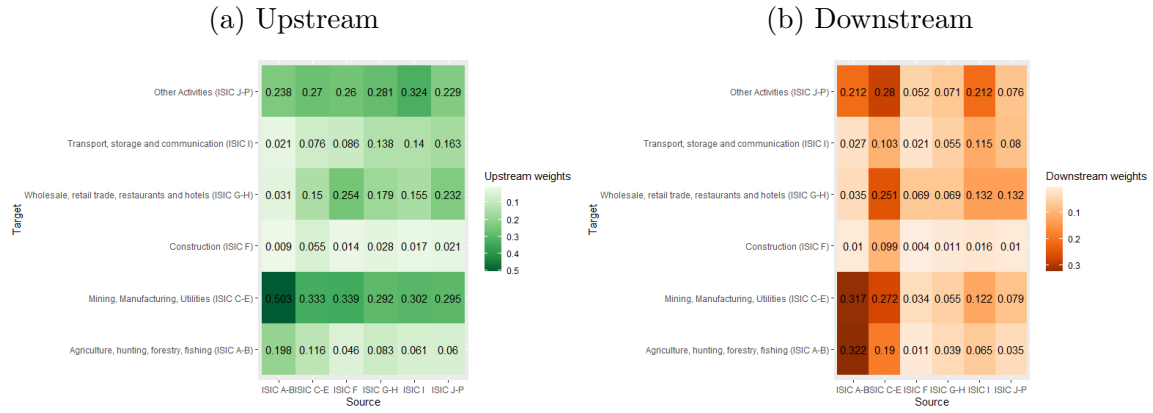 (a) Upstream
Other Activities (ISIC J-P)
0.238 0.27 0.26 0.281 0.324 0.229
Transport, storage and communication (ISIC I)
0.021 0.076 0.086 0.138 0.14 0.163
Wholesale, retail trade, restaurants and hotels (ISIC G-H)
0.031 0.15 0.254 0.179 0.155 0.232
Construction (ISIC F)
0.009 0.055 0.014 0.028 0.017 0.021
Mining, Manufacturing, Utilities (ISIC C-E)
0.503 0.333 0.339 0.292 0.302 0.295
Agriculture, hunting, forestry, fishing (ISIC A-B)
0.198 0.116 0.046 0.083 0.061 0.06
ISIC A-B ISIC C-E ISIC F ISIC G-H ISIC I ISIC J-P
Source
Target
Upstream weights
0.1
0.2
0.3
0.4
0.5
(b) Downstream
Other Activities (ISIC J-P)
0.212 0.28 0.052 0.071 0.212 0.076
Transport, storage and communication (ISIC I)
0.027 0.103 0.021 0.055 0.115 0.08
Wholesale, retail trade, restaurants and hotels (ISIC G-H)
0.035 0.251 0.069 0.069 0.132 0.132
Construction (ISIC F)
0.01 0.099 0.004 0.011 0.016 0.01
Mining, Manufacturing, Utilities (ISIC C-E)
0.317 0.272 0.034 0.055 0.122 0.079
Agriculture, hunting, forestry, fishing (ISIC A-B)
0.322 0.19 0.011 0.039 0.065 0.035
ISIC A-B ISIC C-E ISIC F ISIC G-H ISIC I ISIC J-P
Source
Target
Downstream weights
0.1
0.2
0.3